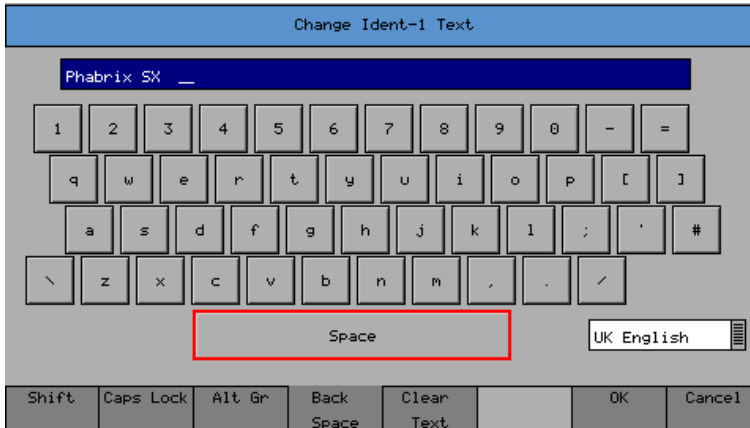 Change Ident-1 Text
Phabrix SX _
1 2 3 4 5 6 7 8 9 0 - =
q w e r t y u i o p [ ]
a s d f g h j k l ; ' #
\ z x c v b n m , . /
Space
UK English
Shift Caps Lock Alt Gr Back Space Clear Text OK Cancel